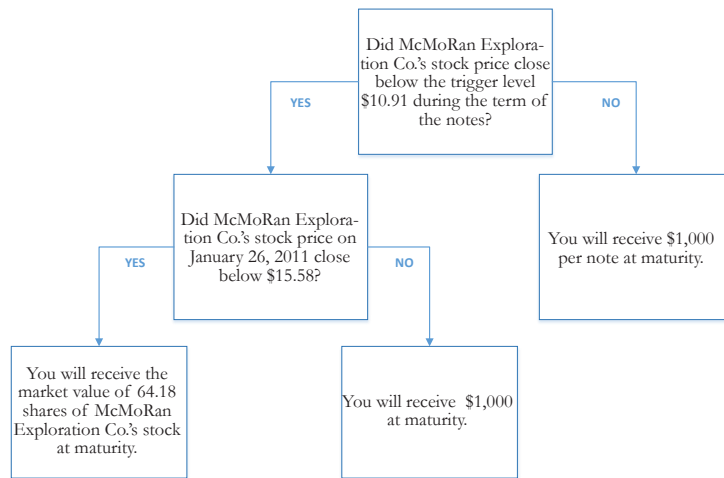 Did McMoRan Explora-
tion Co.'s stock price close
below the trigger level
$10.91 during the term of
the notes?
YES
NO
Did McMoRan Explora-
tion Co.'s stock price on
January 26, 2011 close
below $15.58?
You will receive $1,000
per note at maturity.
YES
NO
You will receive the
market value of 64.18
shares of McMoRan
Exploration Co.'s stock
at maturity.
You will receive $1,000
at maturity.